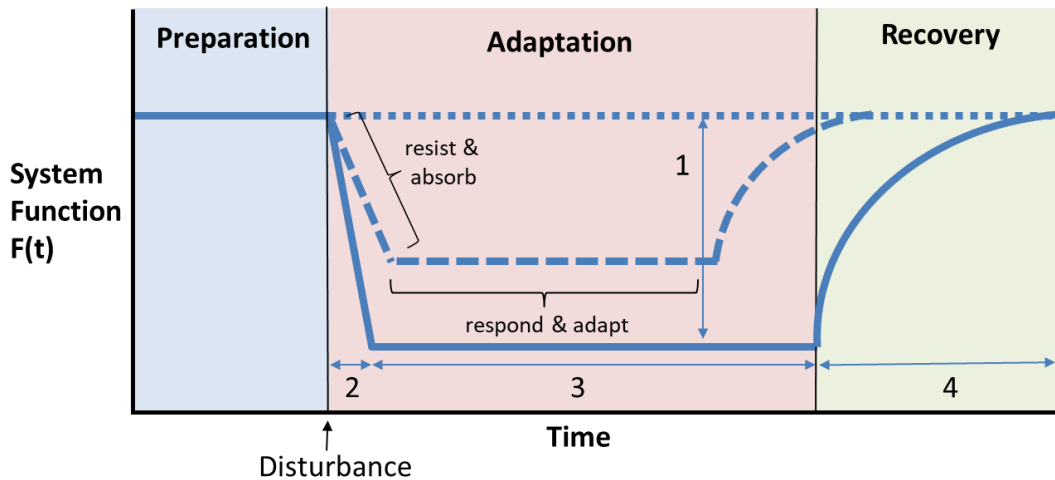 Preparation
Adaptation
Recovery
System
Function
F(t)
resist &
absorb
1
respond & adapt
2
3
4
Time
Disturbance